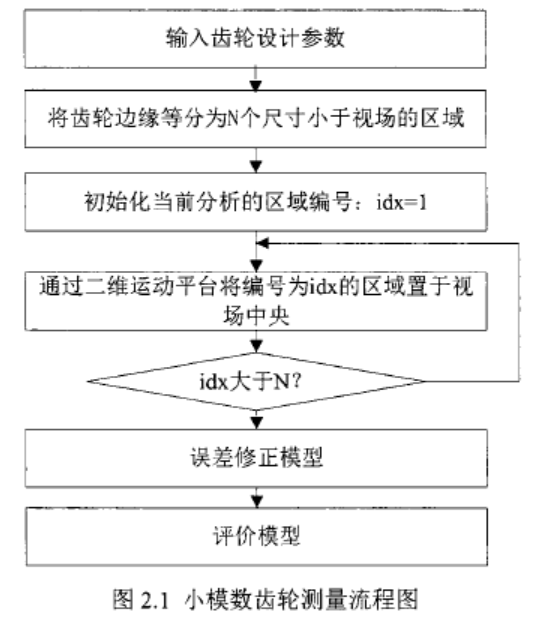 输入齿轮设计参数
将齿轮边缘等分为N个尺寸小于视场的区域
初始化当前分析的区域编号：idx=1
通过二维运动平台将编号为idx的区域置于视
场中央
idx大于N？
误差修正模型
评价模型
图 2.1 小模数齿轮测量流程图